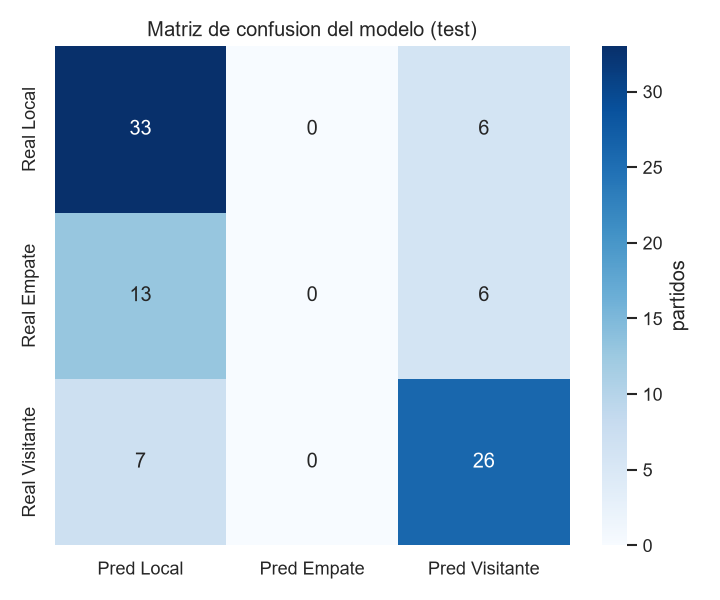 Matriz de confusion del modelo (test)
Real Local
33
0
6
Real Empate
13
0
6
Real Visitante
7
0
26
Pred Local
Pred Empate
Pred Visitante
30
25
20
15
10
5
0
partidos